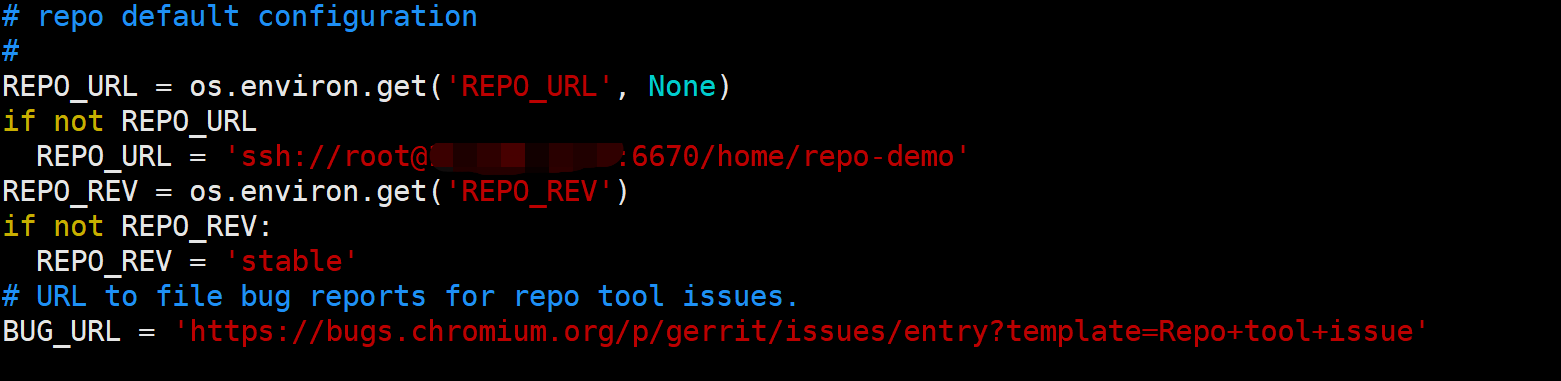 # repo default configuration
#
REPO_URL = os.environ.get('REPO_URL', None)
if not REPO_URL
  REPO_URL = 'ssh://root@:6670/home/repo-demo'
REPO_REV = os.environ.get('REPO_REV')
if not REPO_REV:
  REPO_REV = 'stable'
# URL to file bug reports for repo tool issues.
BUG_URL = 'https://bugs.chromium.org/p/gerrit/issues/entry?template=Repo+tool+issue'